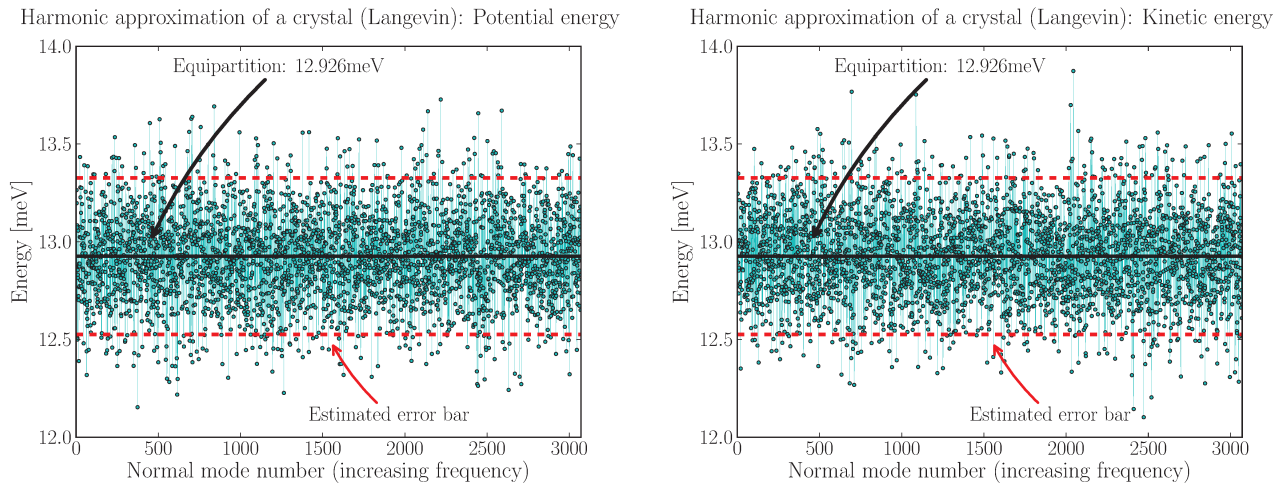 Harmonic approximation of a crystal (Langevin): Potential energy
14.0
13.5
13.0
12.5
12.0
Energy [meV]
Equipartition: 12.926meV
Estimated error bar
0 500 1000 1500 2000 2500 3000
Normal mode number (increasing frequency)
Harmonic approximation of a crystal (Langevin): Kinetic energy
14.0
13.5
13.0
12.5
12.0
Energy [meV]
Equipartition: 12.926meV
Estimated error bar
0 500 1000 1500 2000 2500 3000
Normal mode number (increasing frequency)